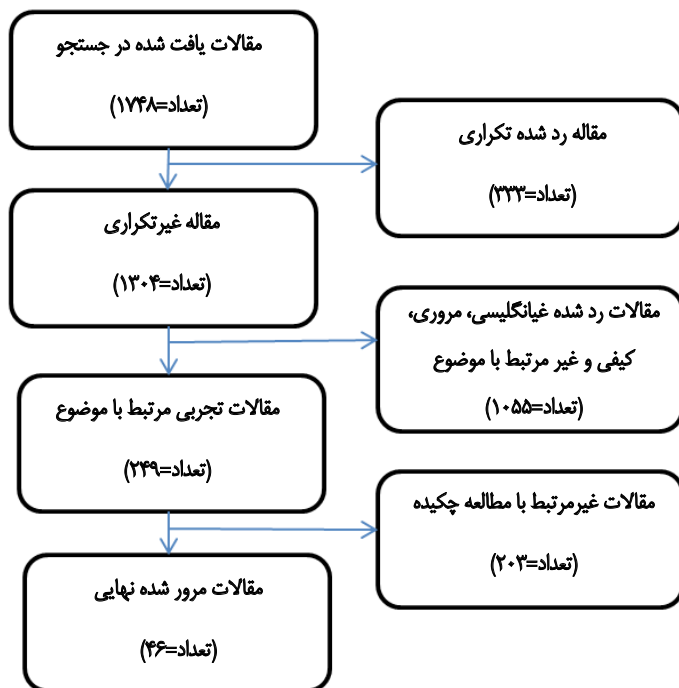 مقالات یافت شده در جستجو
(تعداد=۱۷۴۸)
مقاله رد شده تکراری
(تعداد=۳۳۳)
مقاله غیرتکراری
(تعداد=۱۳۰۴)
مقالات رد شده غیانگلیسی، مروری،
کیفی و غیر مرتبط با موضوع
(تعداد=۱۰۵۵)
مقالات تجربی مرتبط با موضوع
(تعداد=۲۴۹)
مقالات غیرمرتبط با مطالعه چکیده
(تعداد=۲۰۳)
مقالات مرور شده نهایی
(تعداد=۴۶)